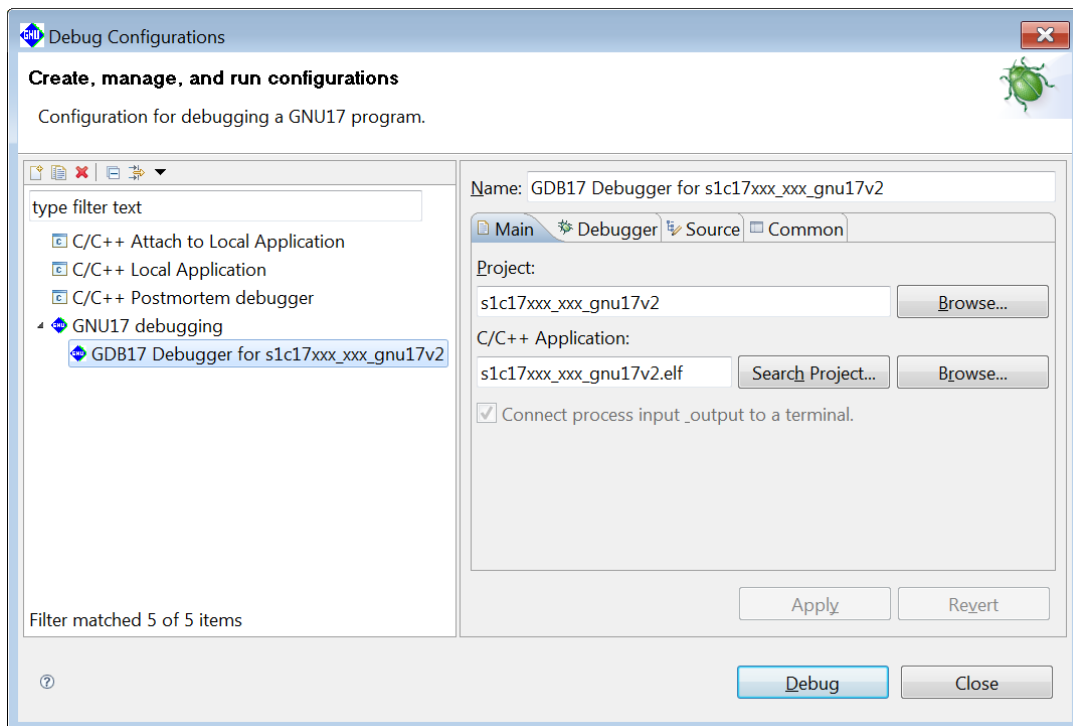 GNU Debug Configurations
Create, manage, and run configurations
Configuration for debugging a GNU17 program.
type filter text
C/C++ Attach to Local Application
C/C++ Local Application
C/C++ Postmortem debugger
GNU17 debugging
GDB17 Debugger for s1c17xxx_xxx_gnu17v2
Filter matched 5 of 5 items
Name: GDB17 Debugger for s1c17xxx_xxx_gnu17v2
Main Debugger Source Common
Project:
s1c17xxx_xxx_gnu17v2 Browse...
C/C++ Application:
s1c17xxx_xxx_gnu17v2.elf Search Project... Browse...
Connect process input _output to a terminal.
Apply Revert
Debug Close